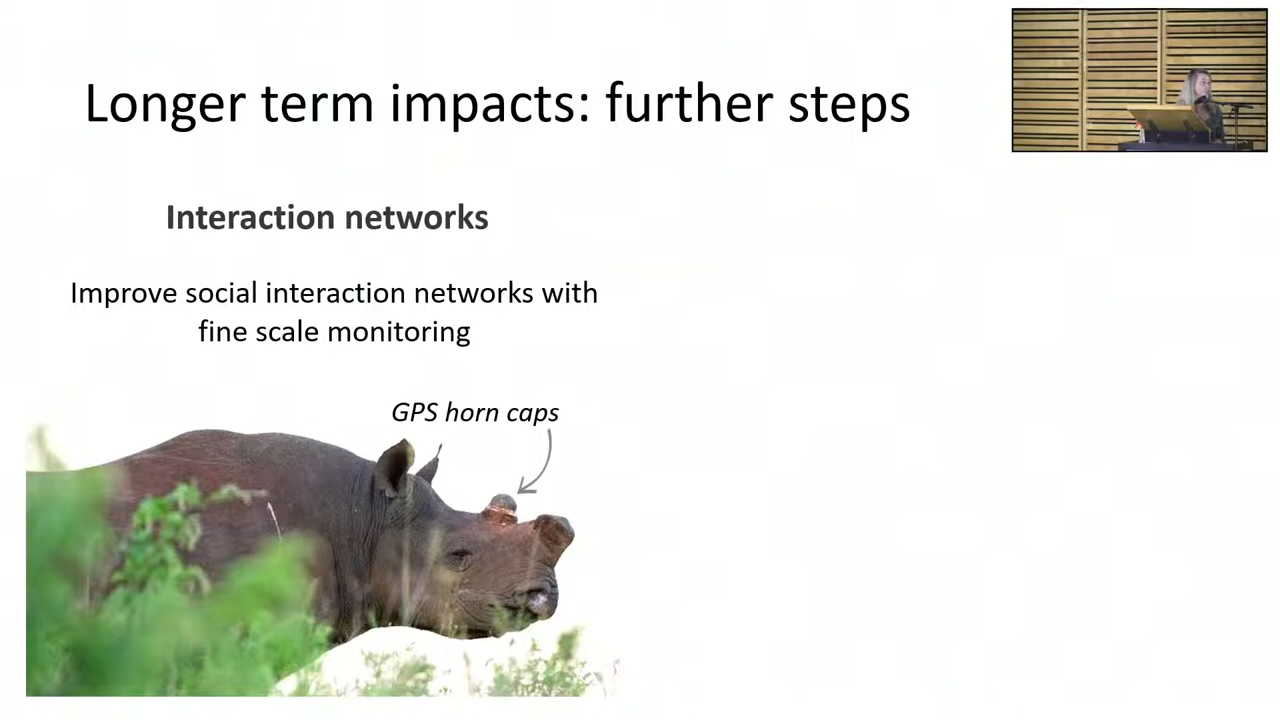 Longer term impacts: further steps
Interaction networks
Improve social interaction networks with
fine scale monitoring
GPS horn caps